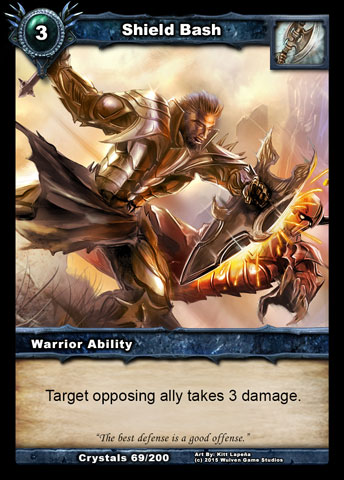 3
Shield Bash
Warrior Ability
Target opposing ally takes 3 damage.
"The best defense is a good offense."
Crystals 69/200
Art By: Kitt Lapeña
(c) 2015 Wulven Game Studios